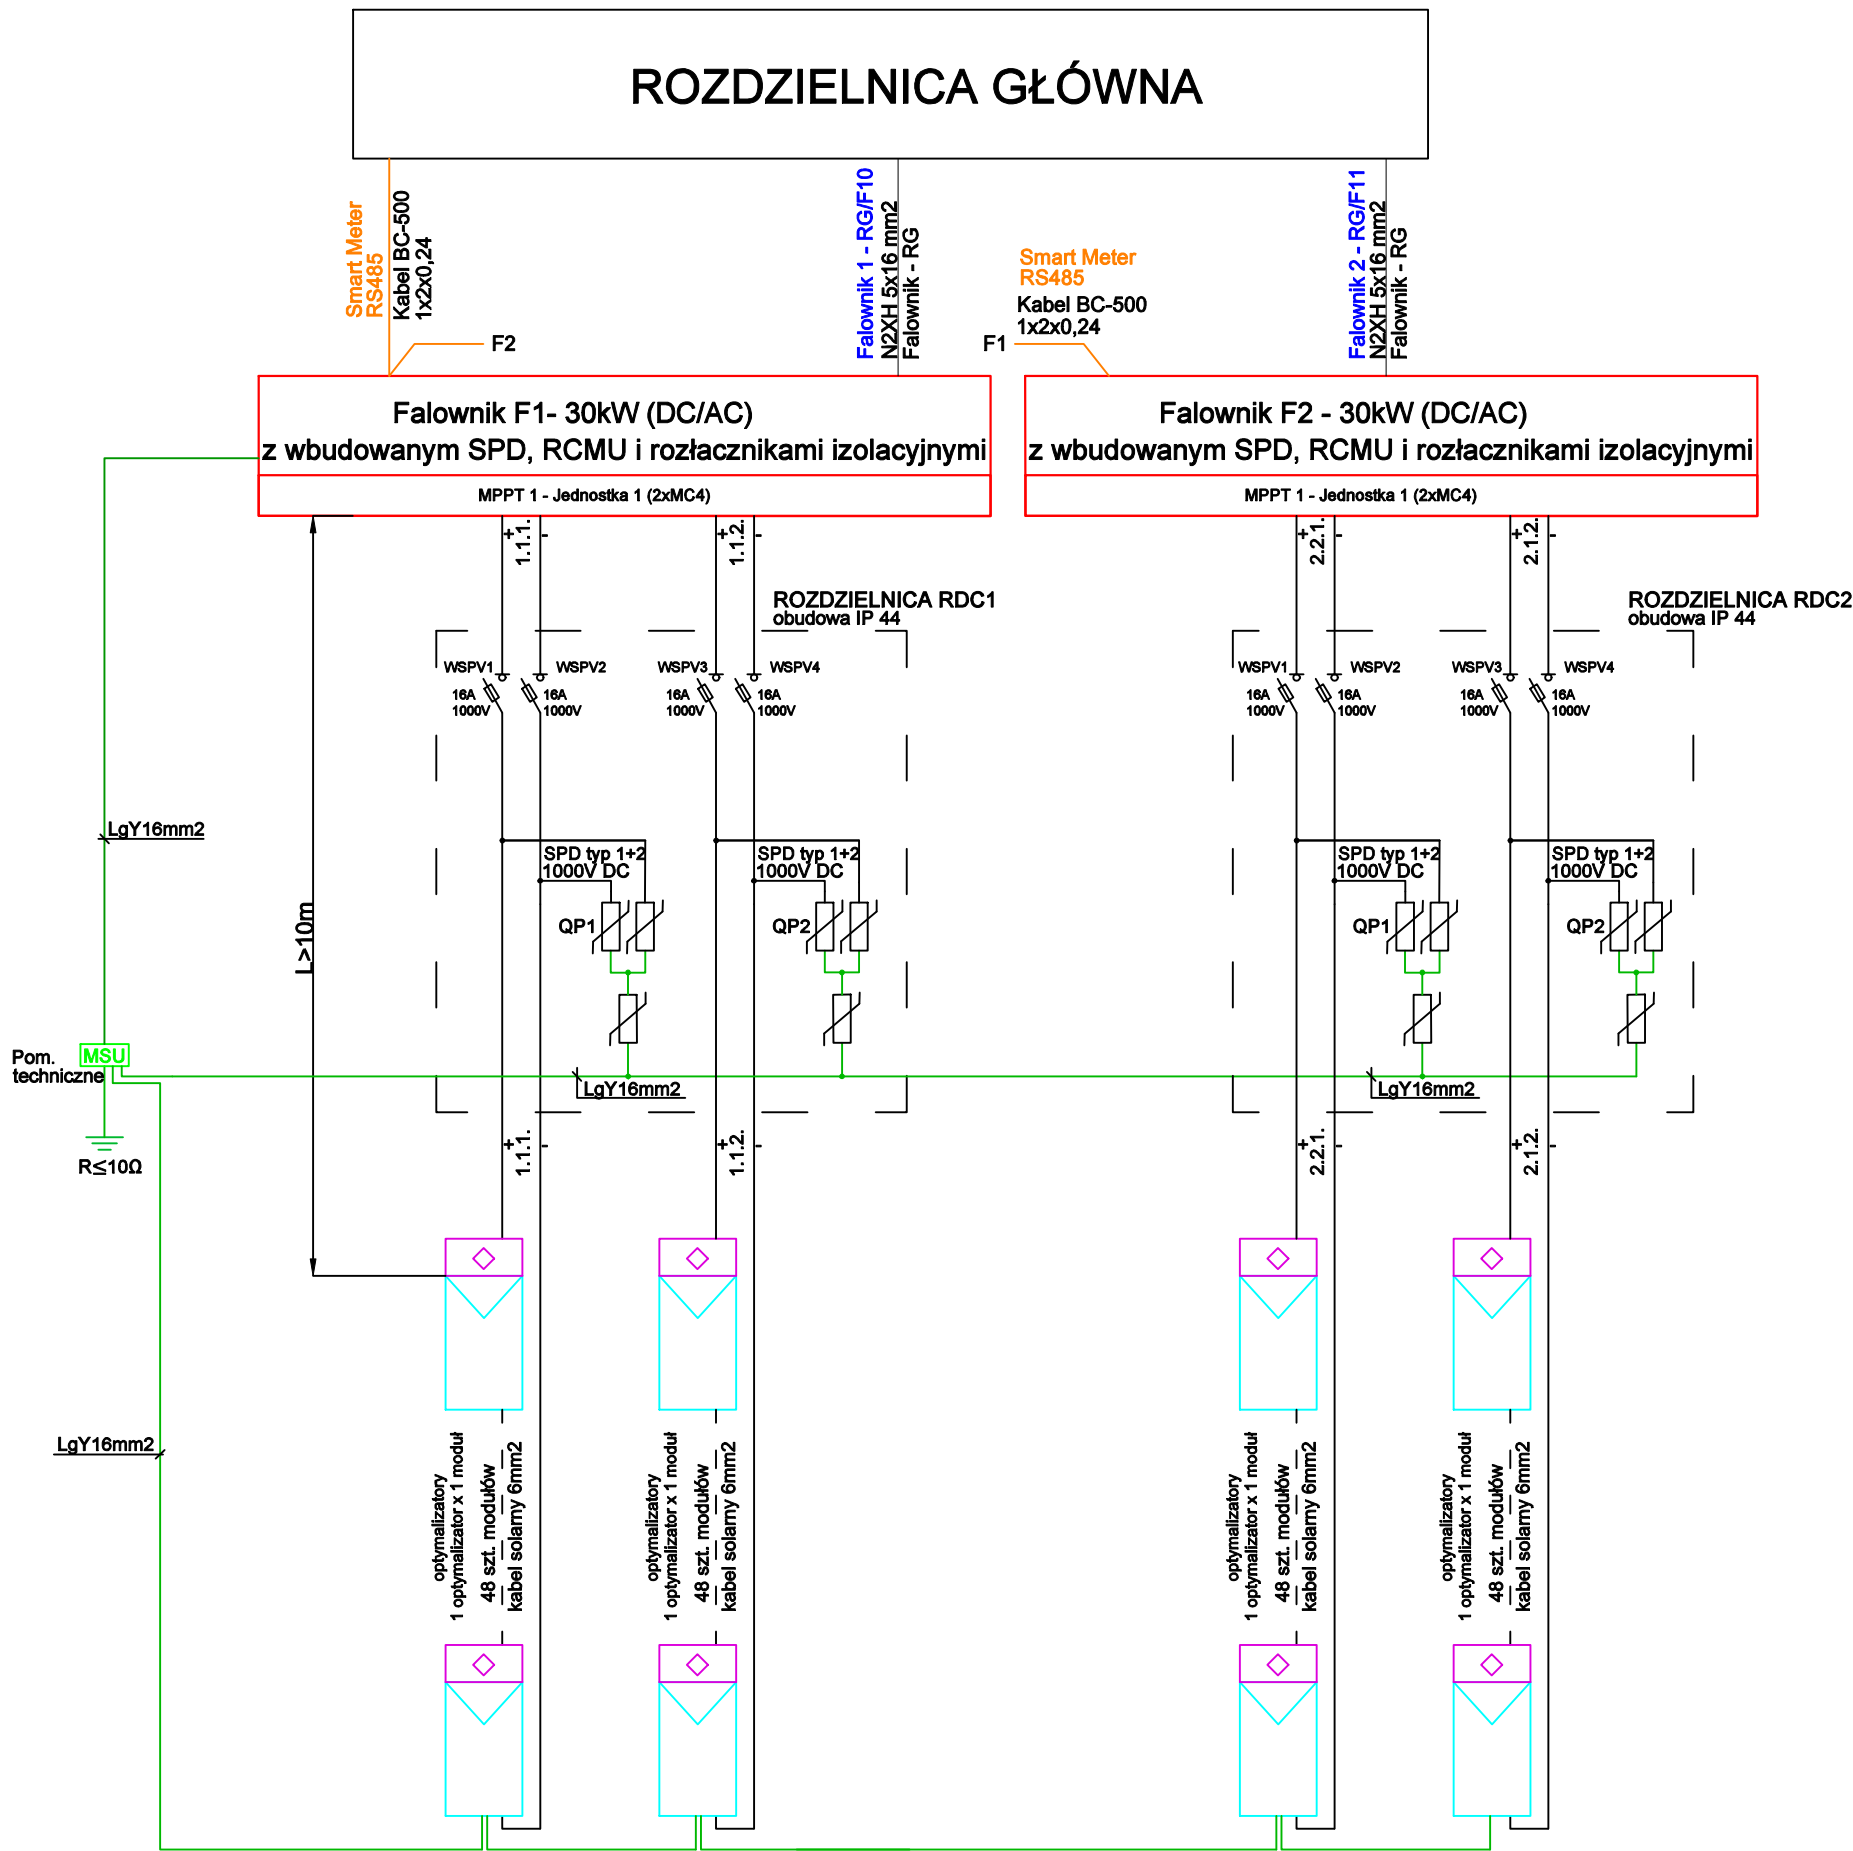 ROZDZIELNICA GŁÓWNA
Smart Meter
RS485
Kabel BC-500
1x2x0,24
F2
Falownik 1 - RG/F10
N2XH 5x16 mm2
Falownik - RG
Smart Meter
RS485
Kabel BC-500
1x2x0,24
F1
Falownik 2 - RG/F11
N2XH 5x16 mm2
Falownik - RG
Falownik F1- 30kW (DC/AC)
z wbudowanym SPD, RCMU i rozłacznikami izolacyjnymi
MPPT 1 - Jednostka 1 (2xMC4)
Falownik F2 - 30kW (DC/AC)
z wbudowanym SPD, RCMU i rozłacznikami izolacyjnymi
MPPT 1 - Jednostka 1 (2xMC4)
+ 1.1.1. -
+ 1.1.2. -
+ 2.2.1. -
+ 2.1.2. -
ROZDZIELNICA RDC1
obudowa IP 44
ROZDZIELNICA RDC2
obudowa IP 44
WSPV1
16A
1000V
WSPV2
16A
1000V
WSPV3
16A
1000V
WSPV4
16A
1000V
WSPV1
16A
1000V
WSPV2
16A
1000V
WSPV3
16A
1000V
WSPV4
16A
1000V
LgY16mm2
L>10m
SPD typ 1+2
1000V DC
QP1
SPD typ 1+2
1000V DC
QP2
SPD typ 1+2
1000V DC
QP1
SPD typ 1+2
1000V DC
QP2
Pom.
techniczne
MSU
LgY16mm2
LgY16mm2
R≤10Ω
+ 1.1.1. -
+ 1.1.2. -
+ 2.2.1. -
+ 2.1.2. -
LgY16mm2
optymalizatory
1 optymalizator x 1 moduł
48 szt. modułów
kabel solarny 6mm2
optymalizatory
1 optymalizator x 1 moduł
48 szt. modułów
kabel solarny 6mm2
optymalizatory
1 optymalizator x 1 moduł
48 szt. modułów
kabel solarny 6mm2
optymalizatory
1 optymalizator x 1 moduł
48 szt. modułów
kabel solarny 6mm2